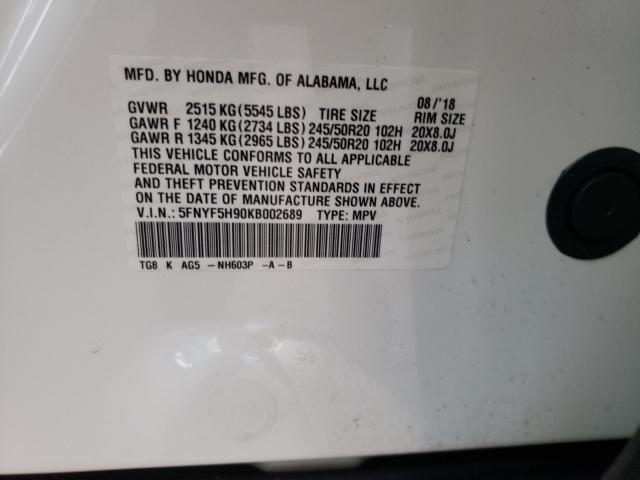 MFD. BY HONDA MFG. OF ALABAMA, LLC
08/'18
GVWR 2515 KG(5545 LBS) TIRE SIZE RIM SIZE
GAWR F 1240 KG(2734 LBS) 245/50R20 102H 20X8.0J
GAWR R 1345 KG(2965 LBS) 245/50R20 102H 20X8.0J
THIS VEHICLE CONFORMS TO ALL APPLICABLE
FEDERAL MOTOR VEHICLE SAFETY
AND THEFT PREVENTION STANDARDS IN EFFECT
ON THE DATE OF MANUFACTURE SHOWN ABOVE.
V.I.N.: 5FNYF5H90KB002689 TYPE: MPV
TG8 K AG5 -NH603P -A-B